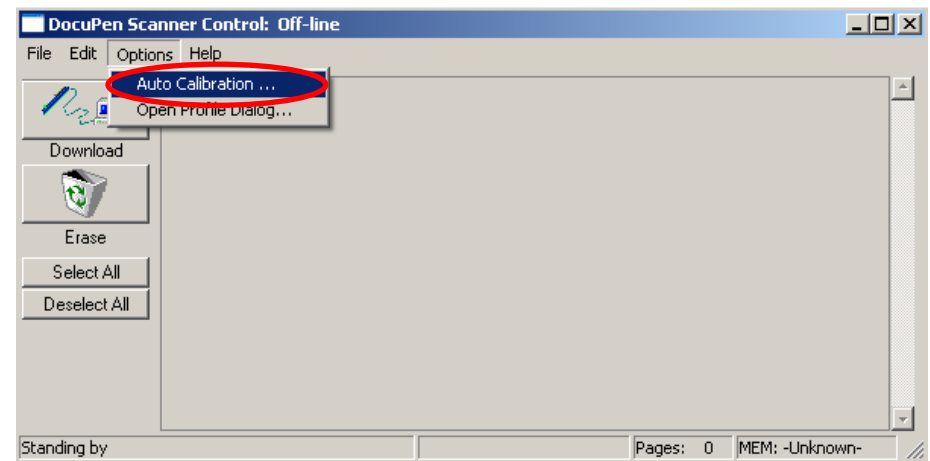 DocuPen Scanner Control: Off-line
File Edit Options Help
Auto Calibration ...
Open Profile Dialog...
Download
Erase
Select All
Deselect All
Standing by
Pages: 0
MEM: -Unknown-